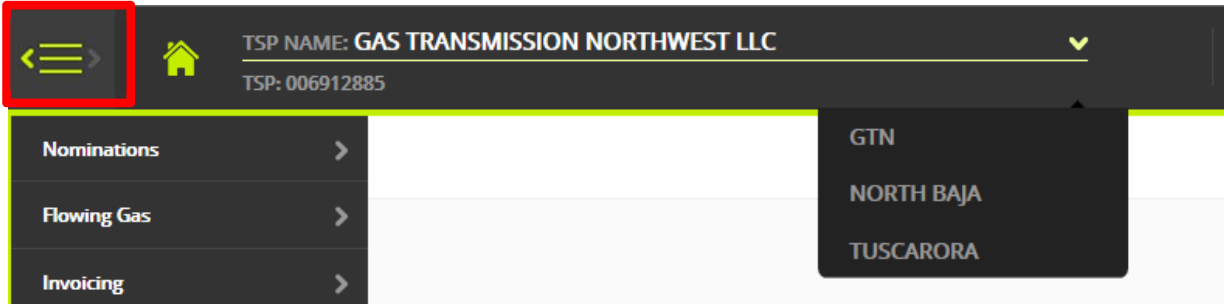 TSP NAME: GAS TRANSMISSION NORTHWEST LLC
TSP: 006912885
Nominations
Flowing Gas
Invoicing
GTN
NORTH BAJA
TUSCARORA